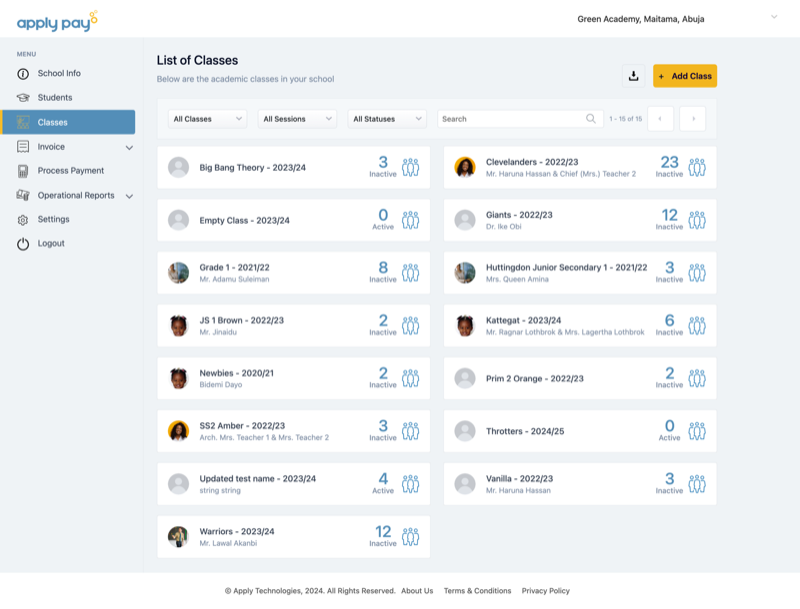 apply pay
Green Academy, Maitama, Abuja
MENU
School Info
Students
Classes
Invoice
Process Payment
Operational Reports
Settings
Logout
List of Classes
Below are the academic classes in your school
+ Add Class
All Classes
All Sessions
All Statuses
Search
1 - 15 of 15
Big Bang Theory - 2023/24
3
Inactive
Clevelanders - 2022/23
Mr. Haruna Hassan & Chief (Mrs.) Teacher 2
23
Inactive
Empty Class - 2023/24
0
Active
Giants - 2022/23
Dr. Ike Obi
12
Inactive
Grade 1 - 2021/22
Mr. Adamu Suleiman
8
Inactive
Huttingdon Junior Secondary 1 - 2021/22
Mrs. Queen Amina
3
Inactive
JS 1 Brown - 2022/23
Mr. Jinaidu
2
Inactive
Kattegat - 2023/24
Mr. Ragnar Lothbrok & Mrs. Lagertha Lothbrok
6
Inactive
Newbies - 2020/21
Bidemi Dayo
2
Inactive
Prim 2 Orange - 2022/23
2
Inactive
SS2 Amber - 2022/23
Arch. Mrs. Teacher 1 & Mrs. Teacher 2
3
Inactive
Throtters - 2024/25
0
Active
Updated test name - 2023/24
string string
4
Active
Vanilla - 2022/23
Mr. Haruna Hassan
3
Inactive
Warriors - 2023/24
Mr. Lawal Akanbi
12
Inactive
© Apply Technologies, 2024. All Rights Reserved. About Us Terms & Conditions Privacy Policy